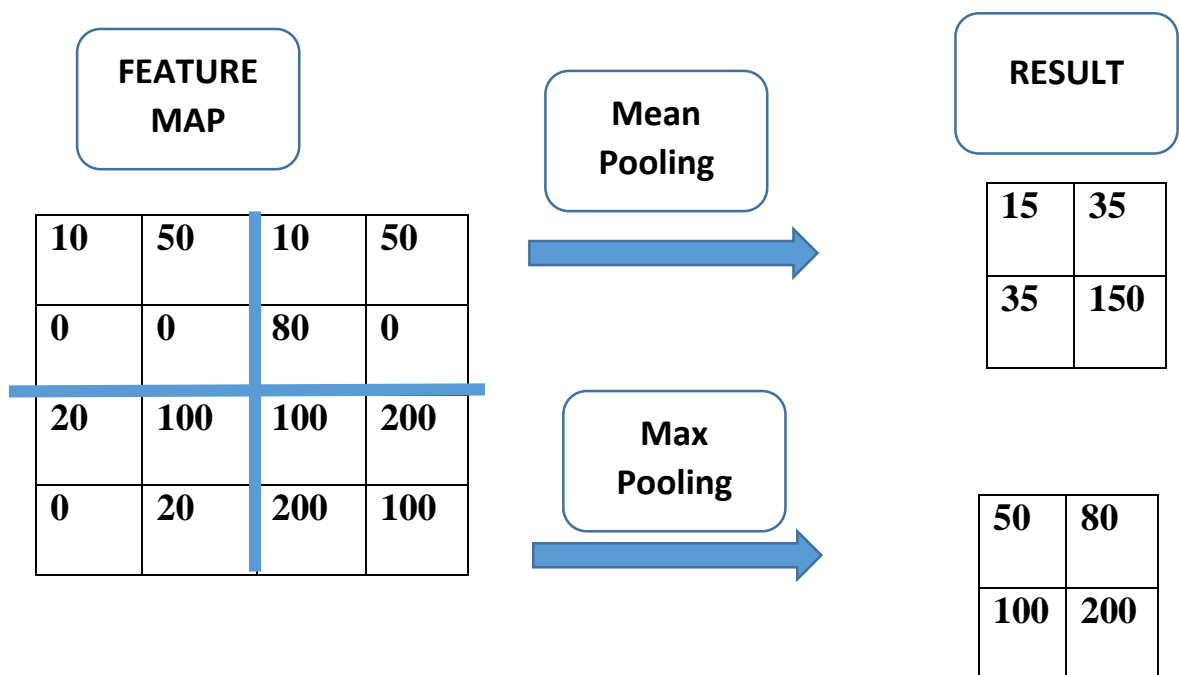 FEATURE
MAP
Mean
Pooling
RESULT
10 50 10 50
0 0 80 0
20 100 100 200
0 20 200 100
15 35
35 150
Max
Pooling
50 80
100 200